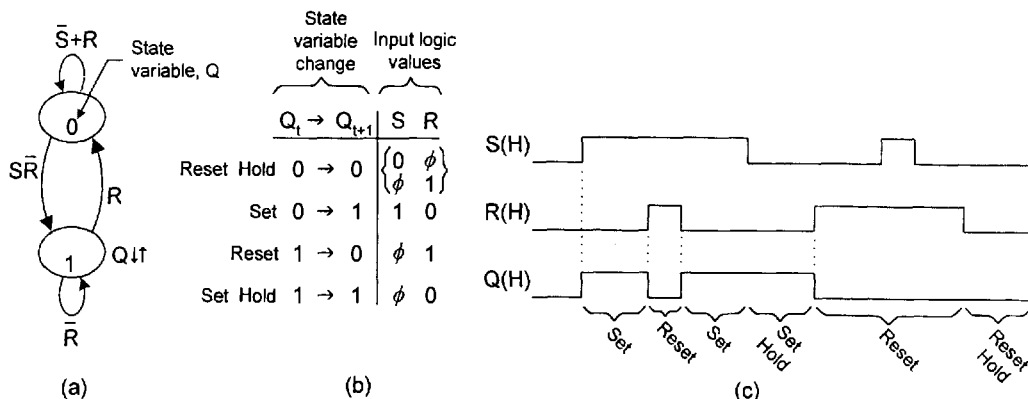 S̄+R
State
variable, Q
0
SR̄
R
1
Q↓↑
R̄
(a)
State
variable
change
Input logic
values
Qₜ → Qₜ₊₁ S R
Reset Hold 0 → 0 {0 ϕ
ϕ 1}
Set 0 → 1 1 0
Reset 1 → 0 ϕ 1
Set Hold 1 → 1 ϕ 0
(b)
S(H)
R(H)
Q(H)
Set
Reset
Set
Set
Hold
Reset
Reset
Hold
(c)